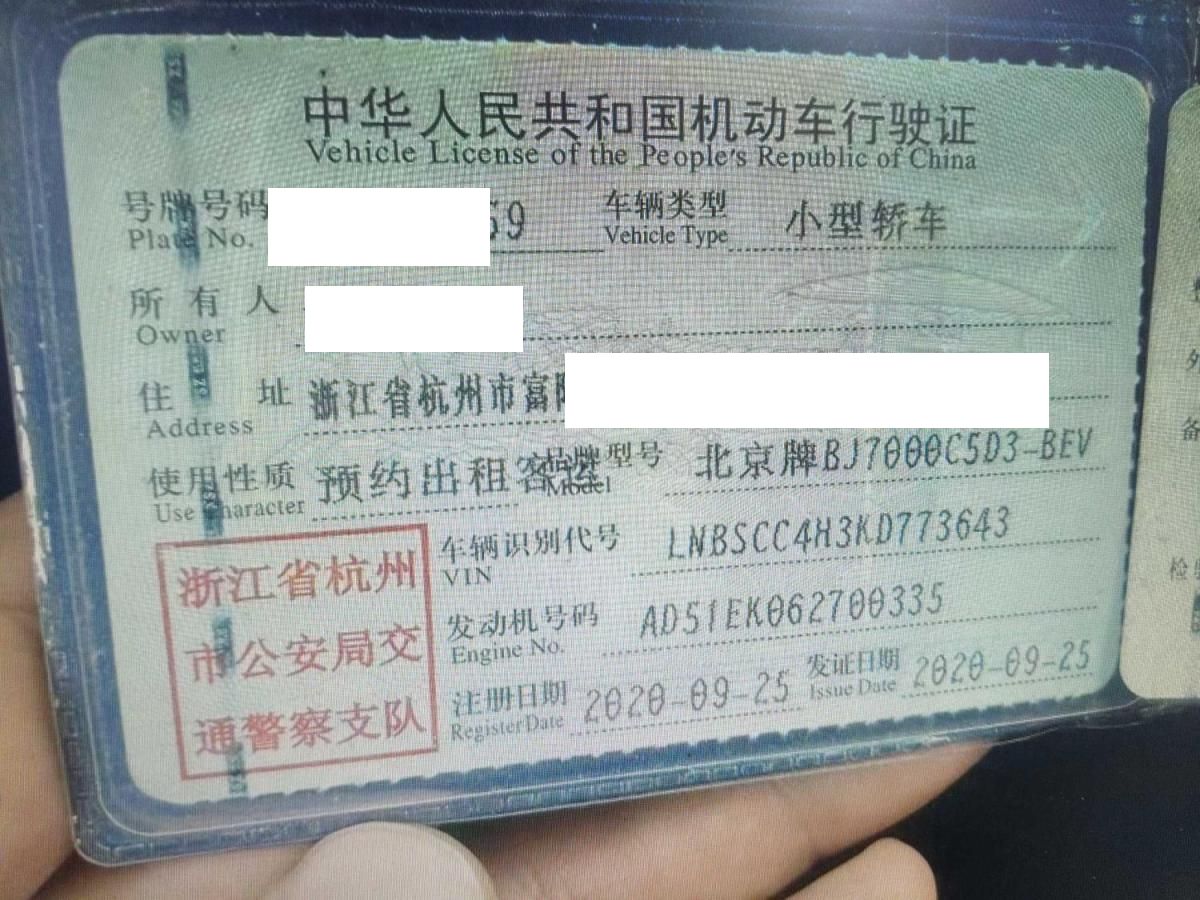 中华人民共和国机动车行驶证
Vehicle License of the People's Republic of China
号牌号码 59 车辆类型 小型轿车
Plate No. Vehicle Type
所有人
Owner
住址 浙江省杭州市富
Address
使用性质 预约出租客运 品牌型号 北京牌BJ7000C5D3-BEV
Use Character Model
车辆识别代号 LNBSCC4H3KD773643
VIN
发动机号码 AD51EK062700335
Engine No.
注册日期 2020-09-25 发证日期 2020-09-25
Register Date Issue Date
浙江省杭州
市公安局交
通警察支队